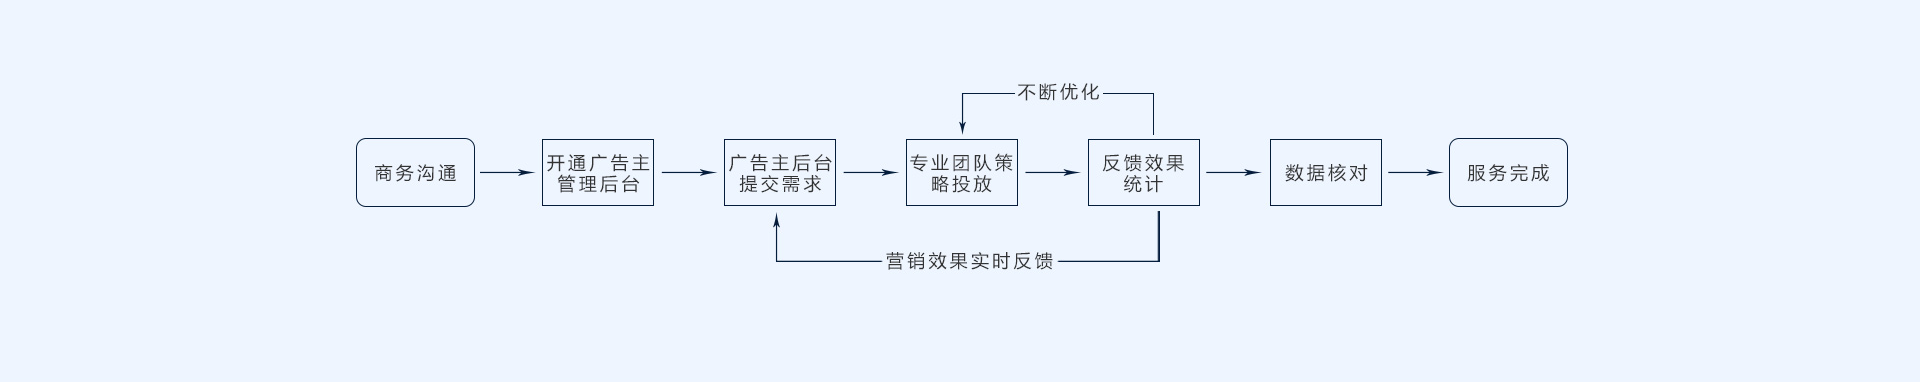 不断优化
商务沟通
开通广告主
管理后台
广告主后台
提交需求
专业团队策
略投放
反馈效果
统计
数据核对
服务完成
营销效果实时反馈